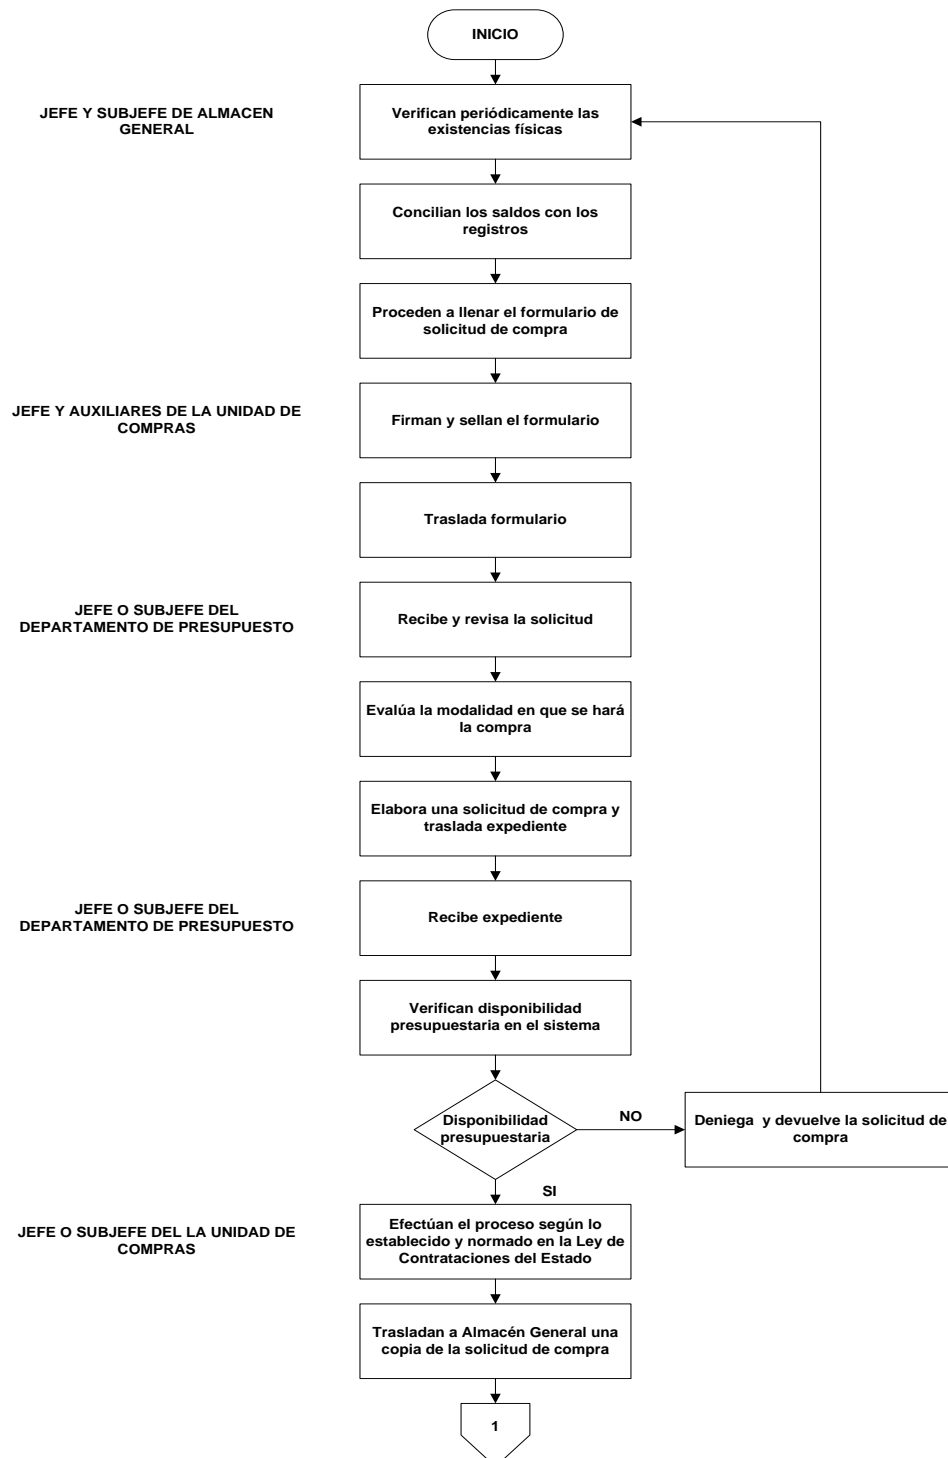 INICIO
JEFE Y SUBJEFE DE ALMACEN
GENERAL
Verifican periódicamente las
existencias físicas
Concilian los saldos con los
registros
Proceden a llenar el formulario de
solicitud de compra
JEFE Y AUXILIARES DE LA UNIDAD DE
COMPRAS
Firman y sellan el formulario
Traslada formulario
JEFE O SUBJEFE DEL
DEPARTAMENTO DE PRESUPUESTO
Recibe y revisa la solicitud
Evalúa la modalidad en que se hará
la compra
Elabora una solicitud de compra y
traslada expediente
JEFE O SUBJEFE DEL
DEPARTAMENTO DE PRESUPUESTO
Recibe expediente
Verifican disponibilidad
presupuestaria en el sistema
Disponibilidad
presupuestaria
NO
Deniega  y devuelve la solicitud de
compra
SI
JEFE O SUBJEFE DEL LA UNIDAD DE
COMPRAS
Efectúan el proceso según lo
establecido y normado en la Ley de
Contrataciones del Estado
Trasladan a Almacén General una
copia de la solicitud de compra
1